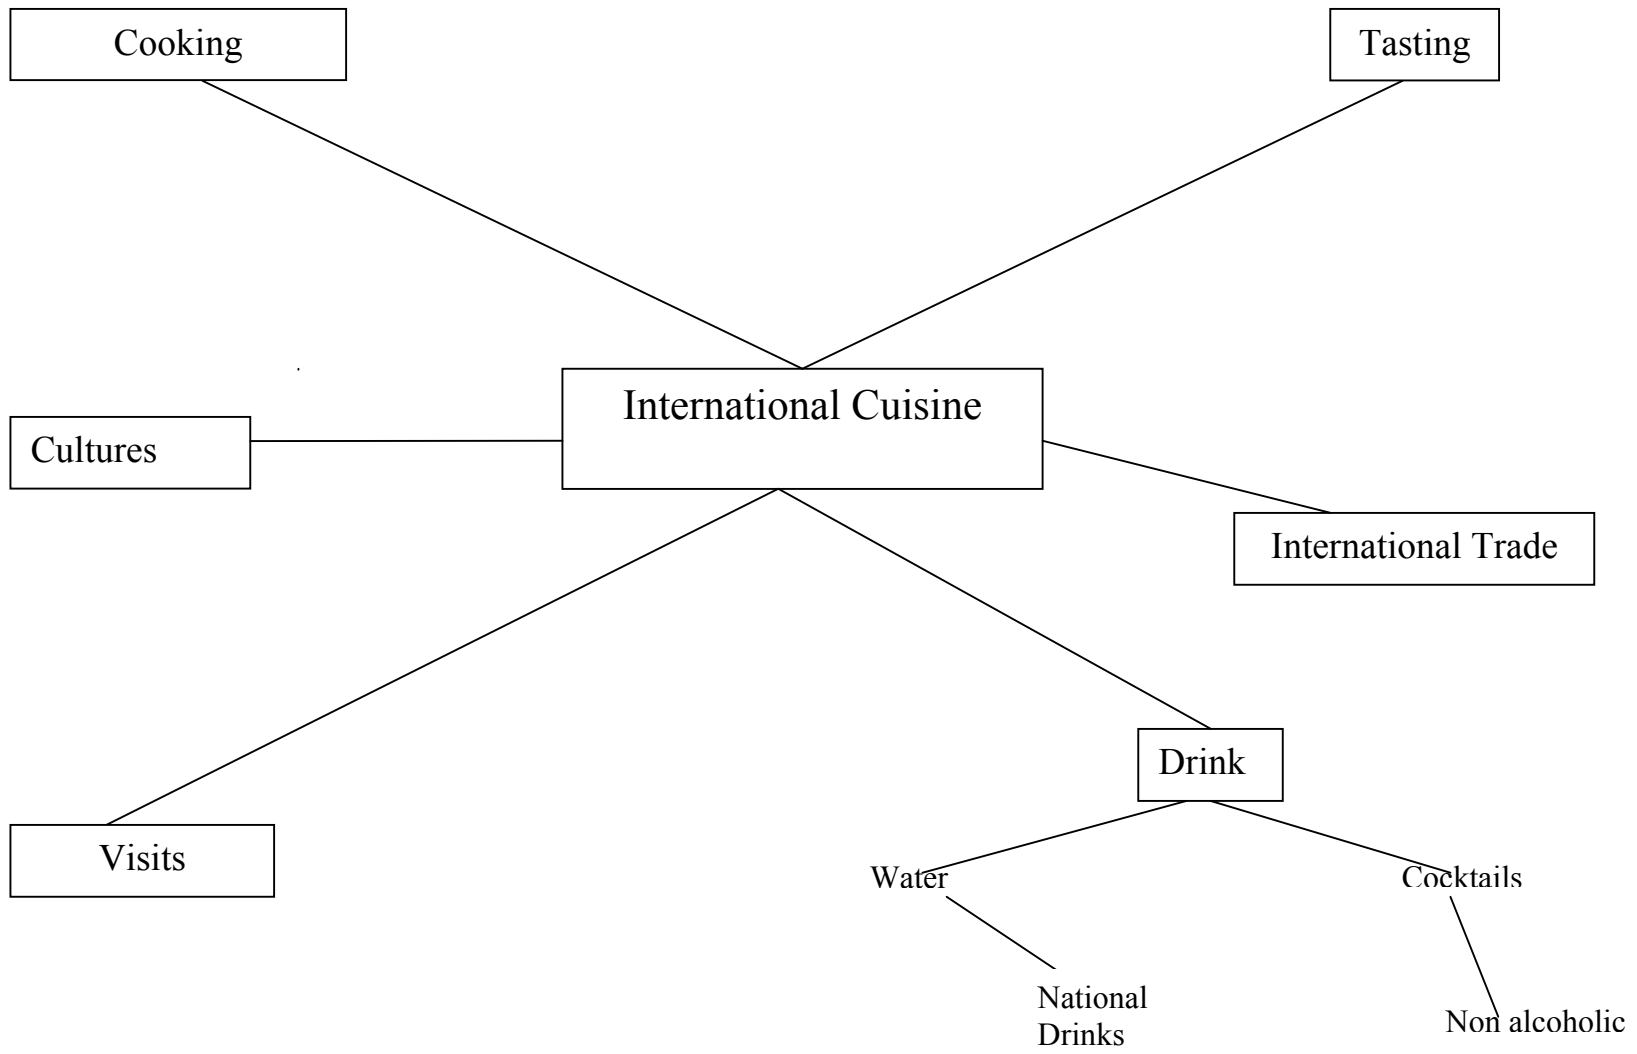 Cooking
Tasting
International Cuisine
Cultures
International Trade
Drink
Visits
Water
Cocktails
National
Drinks
Non alcoholic